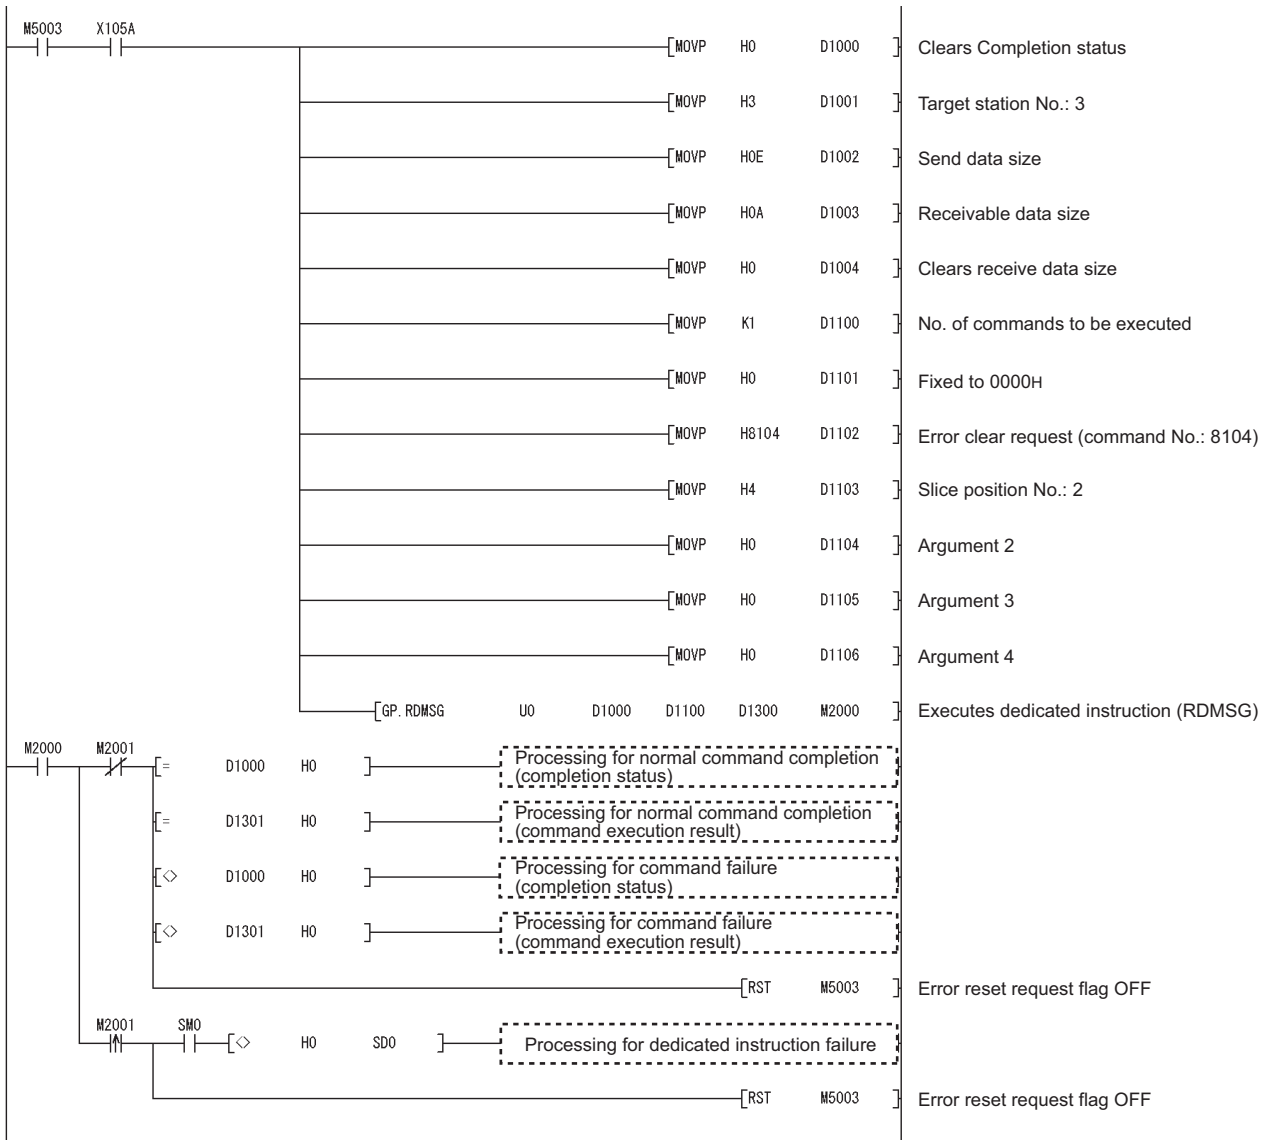 M5003 X105A
[MOVP H0 D1000 ] Clears Completion status
[MOVP H3 D1001 ] Target station No.: 3
[MOVP H0E D1002 ] Send data size
[MOVP H0A D1003 ] Receivable data size
[MOVP H0 D1004 ] Clears receive data size
[MOVP K1 D1100 ] No. of commands to be executed
[MOVP H0 D1101 ] Fixed to 0000H
[MOVP H8104 D1102 ] Error clear request (command No.: 8104)
[MOVP H4 D1103 ] Slice position No.: 2
[MOVP H0 D1104 ] Argument 2
[MOVP H0 D1105 ] Argument 3
[MOVP H0 D1106 ] Argument 4
[GP.RDMSG U0 D1000 D1100 D1300 M2000 ] Executes dedicated instruction (RDMSG)
M2000 M2001
[= D1000 H0 ] Processing for normal command completion
(completion status)
[= D1301 H0 ] Processing for normal command completion
(command execution result)
[<> D1000 H0 ] Processing for command failure
(completion status)
[<> D1301 H0 ] Processing for command failure
(command execution result)
[RST M5003 ] Error reset request flag OFF
M2001 SM0
[<> H0 SD0 ] Processing for dedicated instruction failure
[RST M5003 ] Error reset request flag OFF